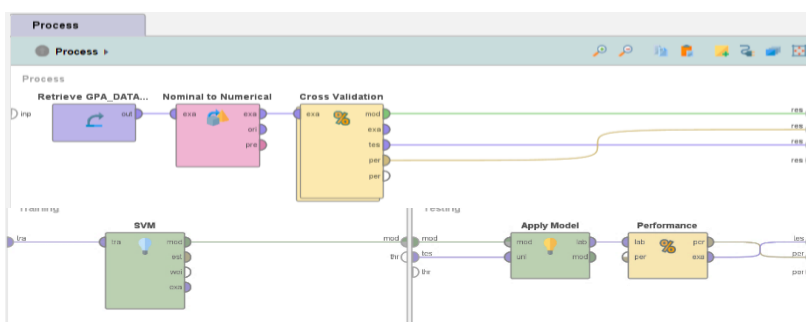 Process
Process
Process
Retrieve GPA_DATA... Nominal to Numerical Cross Validation
inp out exa exa exa mod res
ori exa res
pre tes res
per res
per
Training Testing
SVM Apply Model Performance
tra tra mod mod mod mod lab lab per tes
est thr tes unl mod per exa per
wei thr per
exa